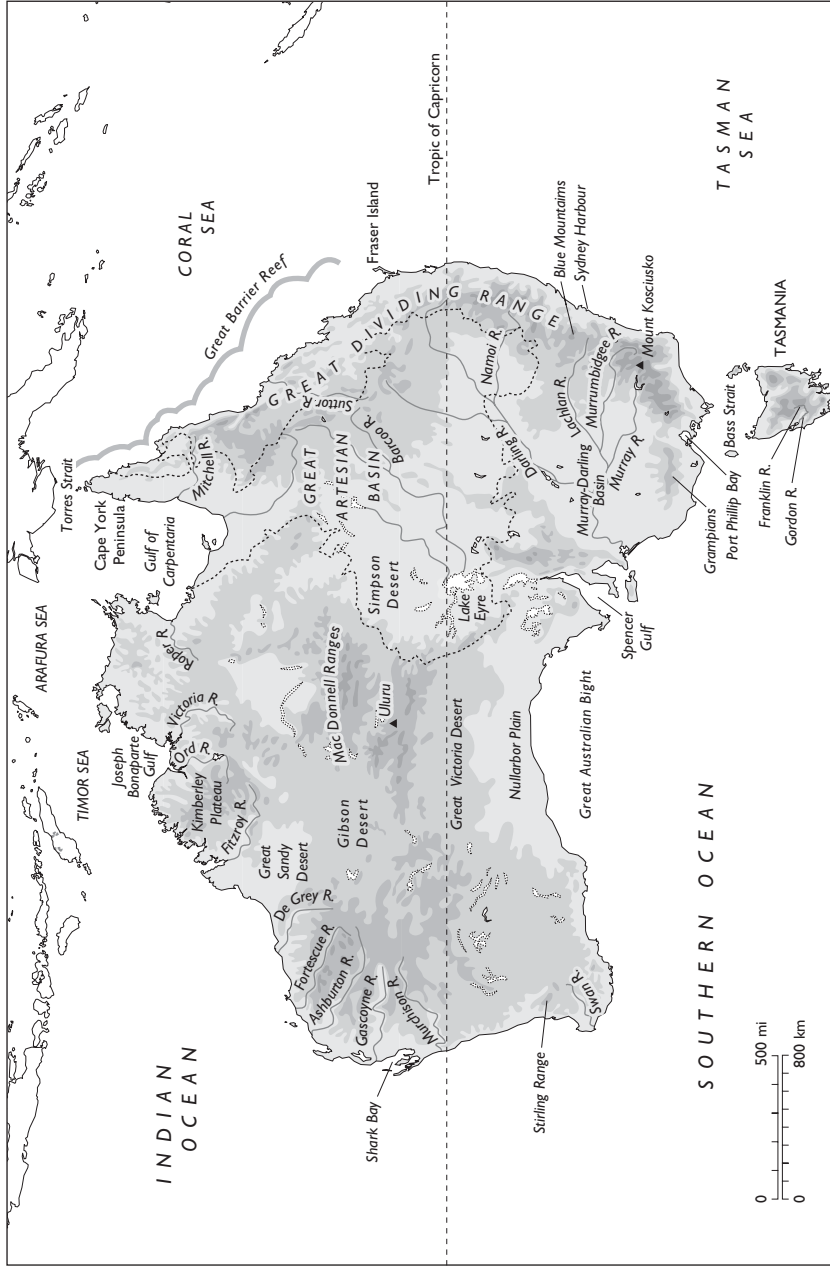 INDIAN
OCEAN
TIMOR SEA
ARAFURA SEA
Torres Strait
CORAL
SEA
Great Barrier Reef
Joseph
Bonaparte
Gulf
Cape York
Peninsula
Gulf of
Carpentaria
Mitchell R.
Roper R.
Victoria R.
Ord R.
Kimberley
Plateau
Fitzroy R.
Great
Sandy
Desert
De Grey R.
Fortescue R.
Ashburton R.
Gascoyne R.
Murchison R.
Shark Bay
Gibson
Desert
Mac Donnell Ranges
Uluru
Simpson
Desert
GREAT
ARTESIAN
BASIN
Suttor R.
Barcoo R.
GREAT DIVIDING RANGE
Fraser Island
Tropic of Capricorn
Great Victoria Desert
Lake
Eyre
Nullarbor Plain
Great Australian Bight
Spencer
Gulf
Darling R.
Namoi R.
Lachlan R.
Murrumbidgee R.
Murray-Darling
Basin
Murray R.
Blue Mountaims
Sydney Harbour
Mount Kosciusko
Grampians
Port Phillip Bay
Bass Strait
TASMANIA
Franklin R.
Gordon R.
TASMAN
SEA
Stirling Range
Swan R.
SOUTHERN OCEAN
0 500 mi
0 800 km